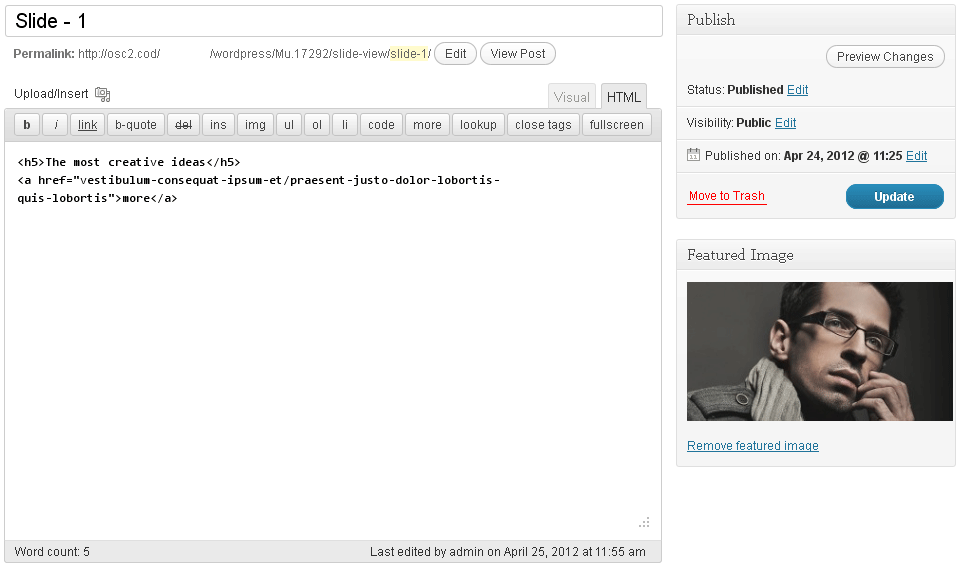 Slide - 1
Permalink: http://osc2.cod/ /wordpress/Mu.17292/slide-view/slide-1/ Edit View Post
Upload/Insert
Visual HTML
b i link b-quote del ins img ul ol li code more lookup close tags fullscreen
<h5>The most creative ideas</h5>
<a href="vestibulum-consequat-ipsum-et/praesent-justo-dolor-lobortis-
quis-lobortis">more</a>
Word count: 5
Last edited by admin on April 25, 2012 at 11:55 am
Publish
Preview Changes
Status: Published Edit
Visibility: Public Edit
Published on: Apr 24, 2012 @ 11:25 Edit
Move to Trash
Update
Featured Image
Remove featured image